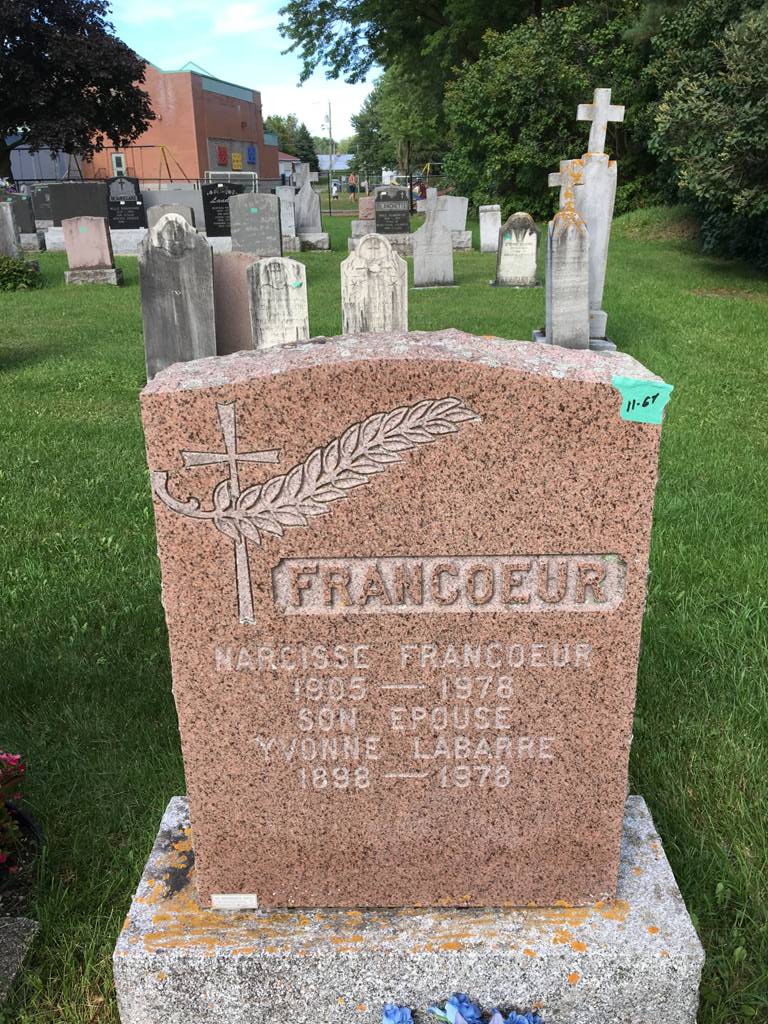 11-67
FRANCOEUR
NARCISSE FRANCOEUR
1905 — 1978
SON EPOUSE
YVONNE LABARRE
1898 — 1978